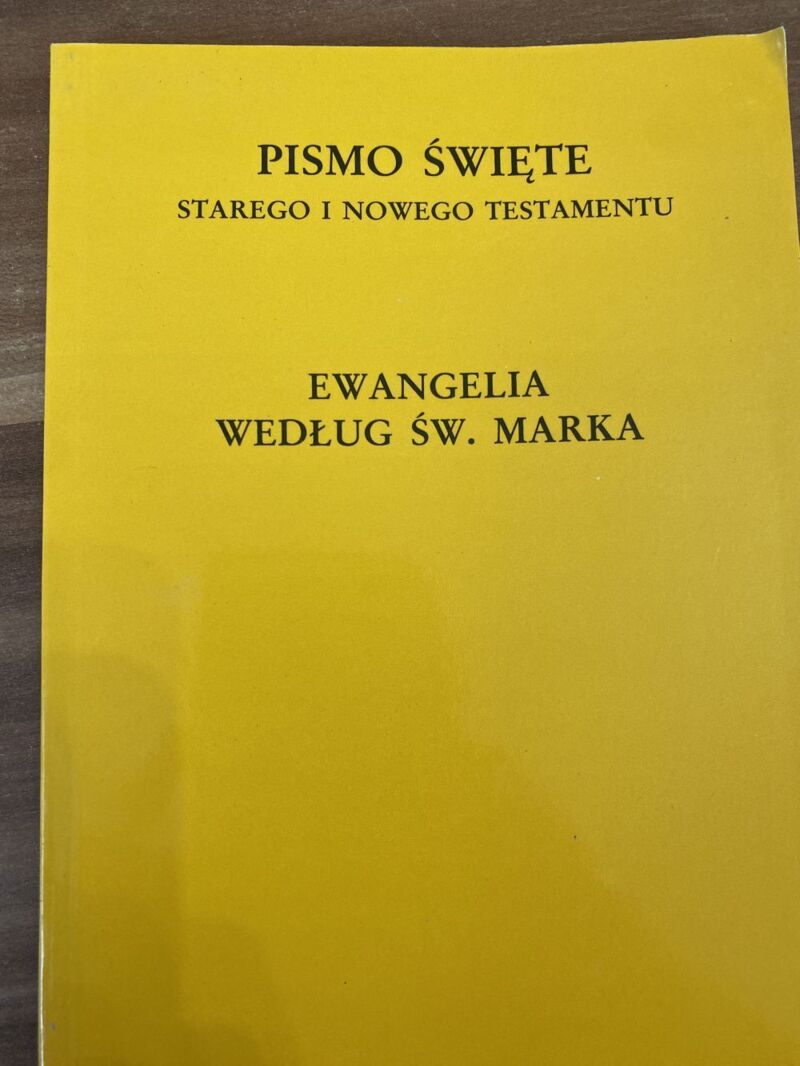 PISMO ŚWIĘTE
STAREGO I NOWEGO TESTAMENTU
EWANGELIA
WEDŁUG ŚW. MARKA